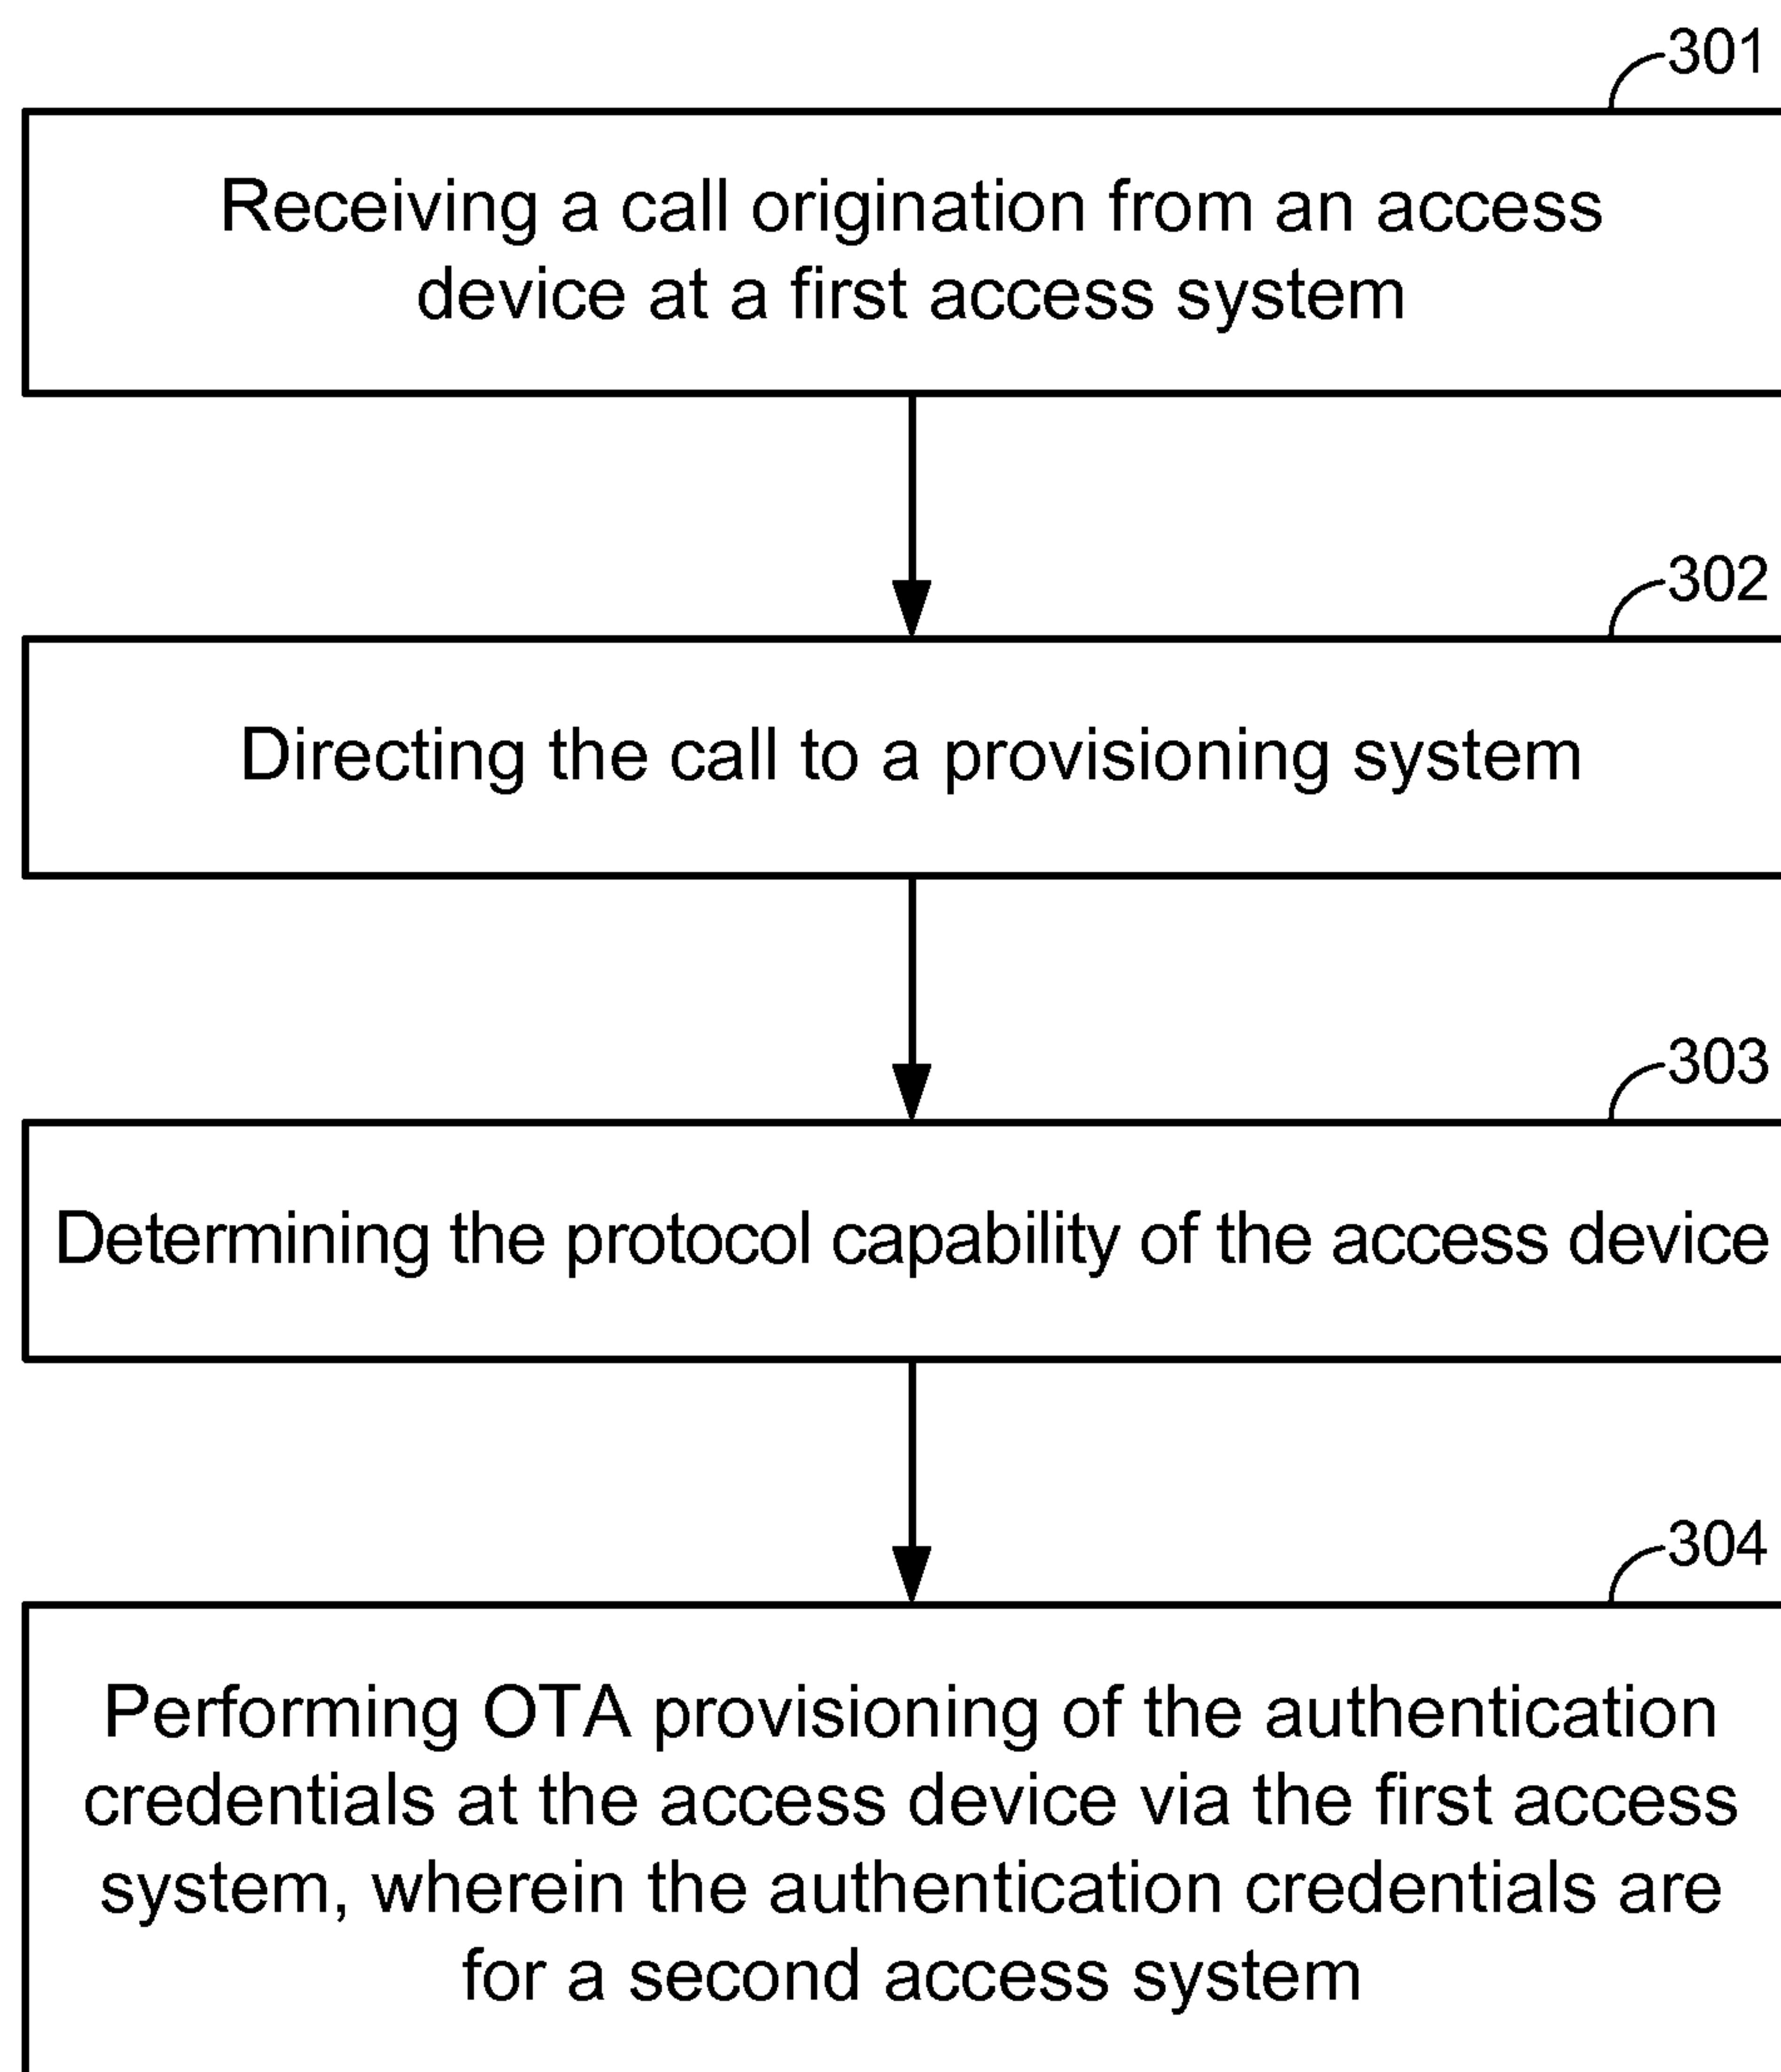 301
Receiving a call origination from an access
device at a first access system
302
Directing the call to a provisioning system
303
Determining the protocol capability of the access device
304
Performing OTA provisioning of the authentication
credentials at the access device via the first access
system, wherein the authentication credentials are
for a second access system